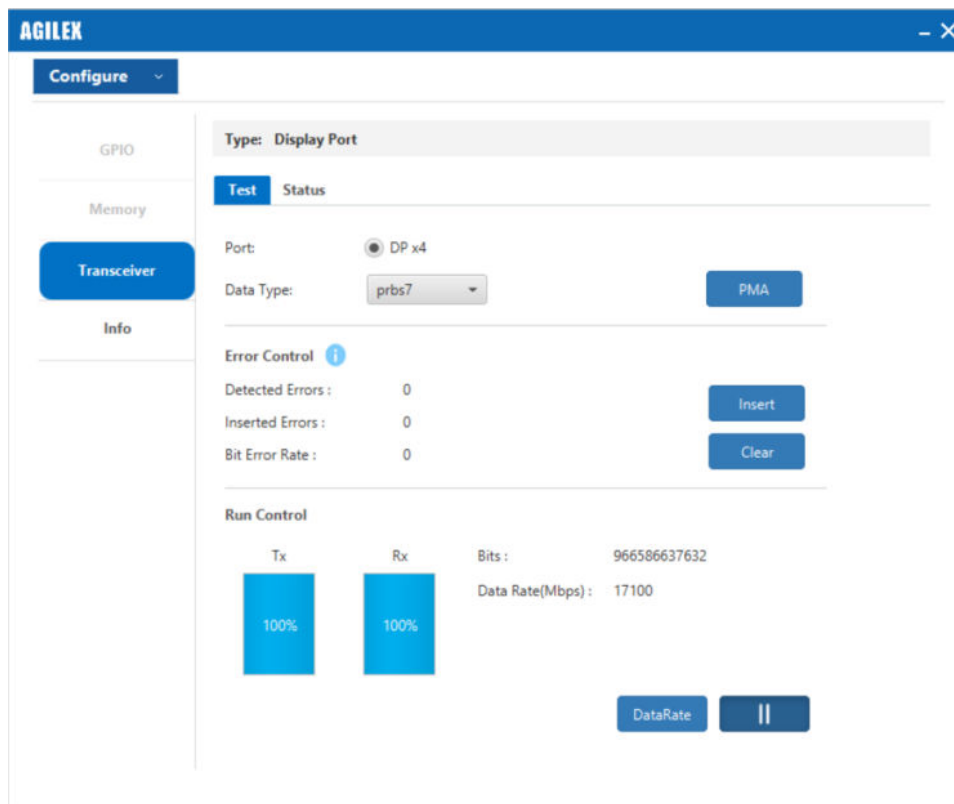 AGILEX
Configure
GPIO
Memory
Transceiver
Info
Type: Display Port
Test Status
Port: DP x4
Data Type: prbs7 PMA
Error Control i
Detected Errors : 0
Insert
Inserted Errors : 0
Bit Error Rate : 0 Clear
Run Control
Tx Rx Bits : 966586637632
Data Rate(Mbps) : 17100
100% 100%
DataRate